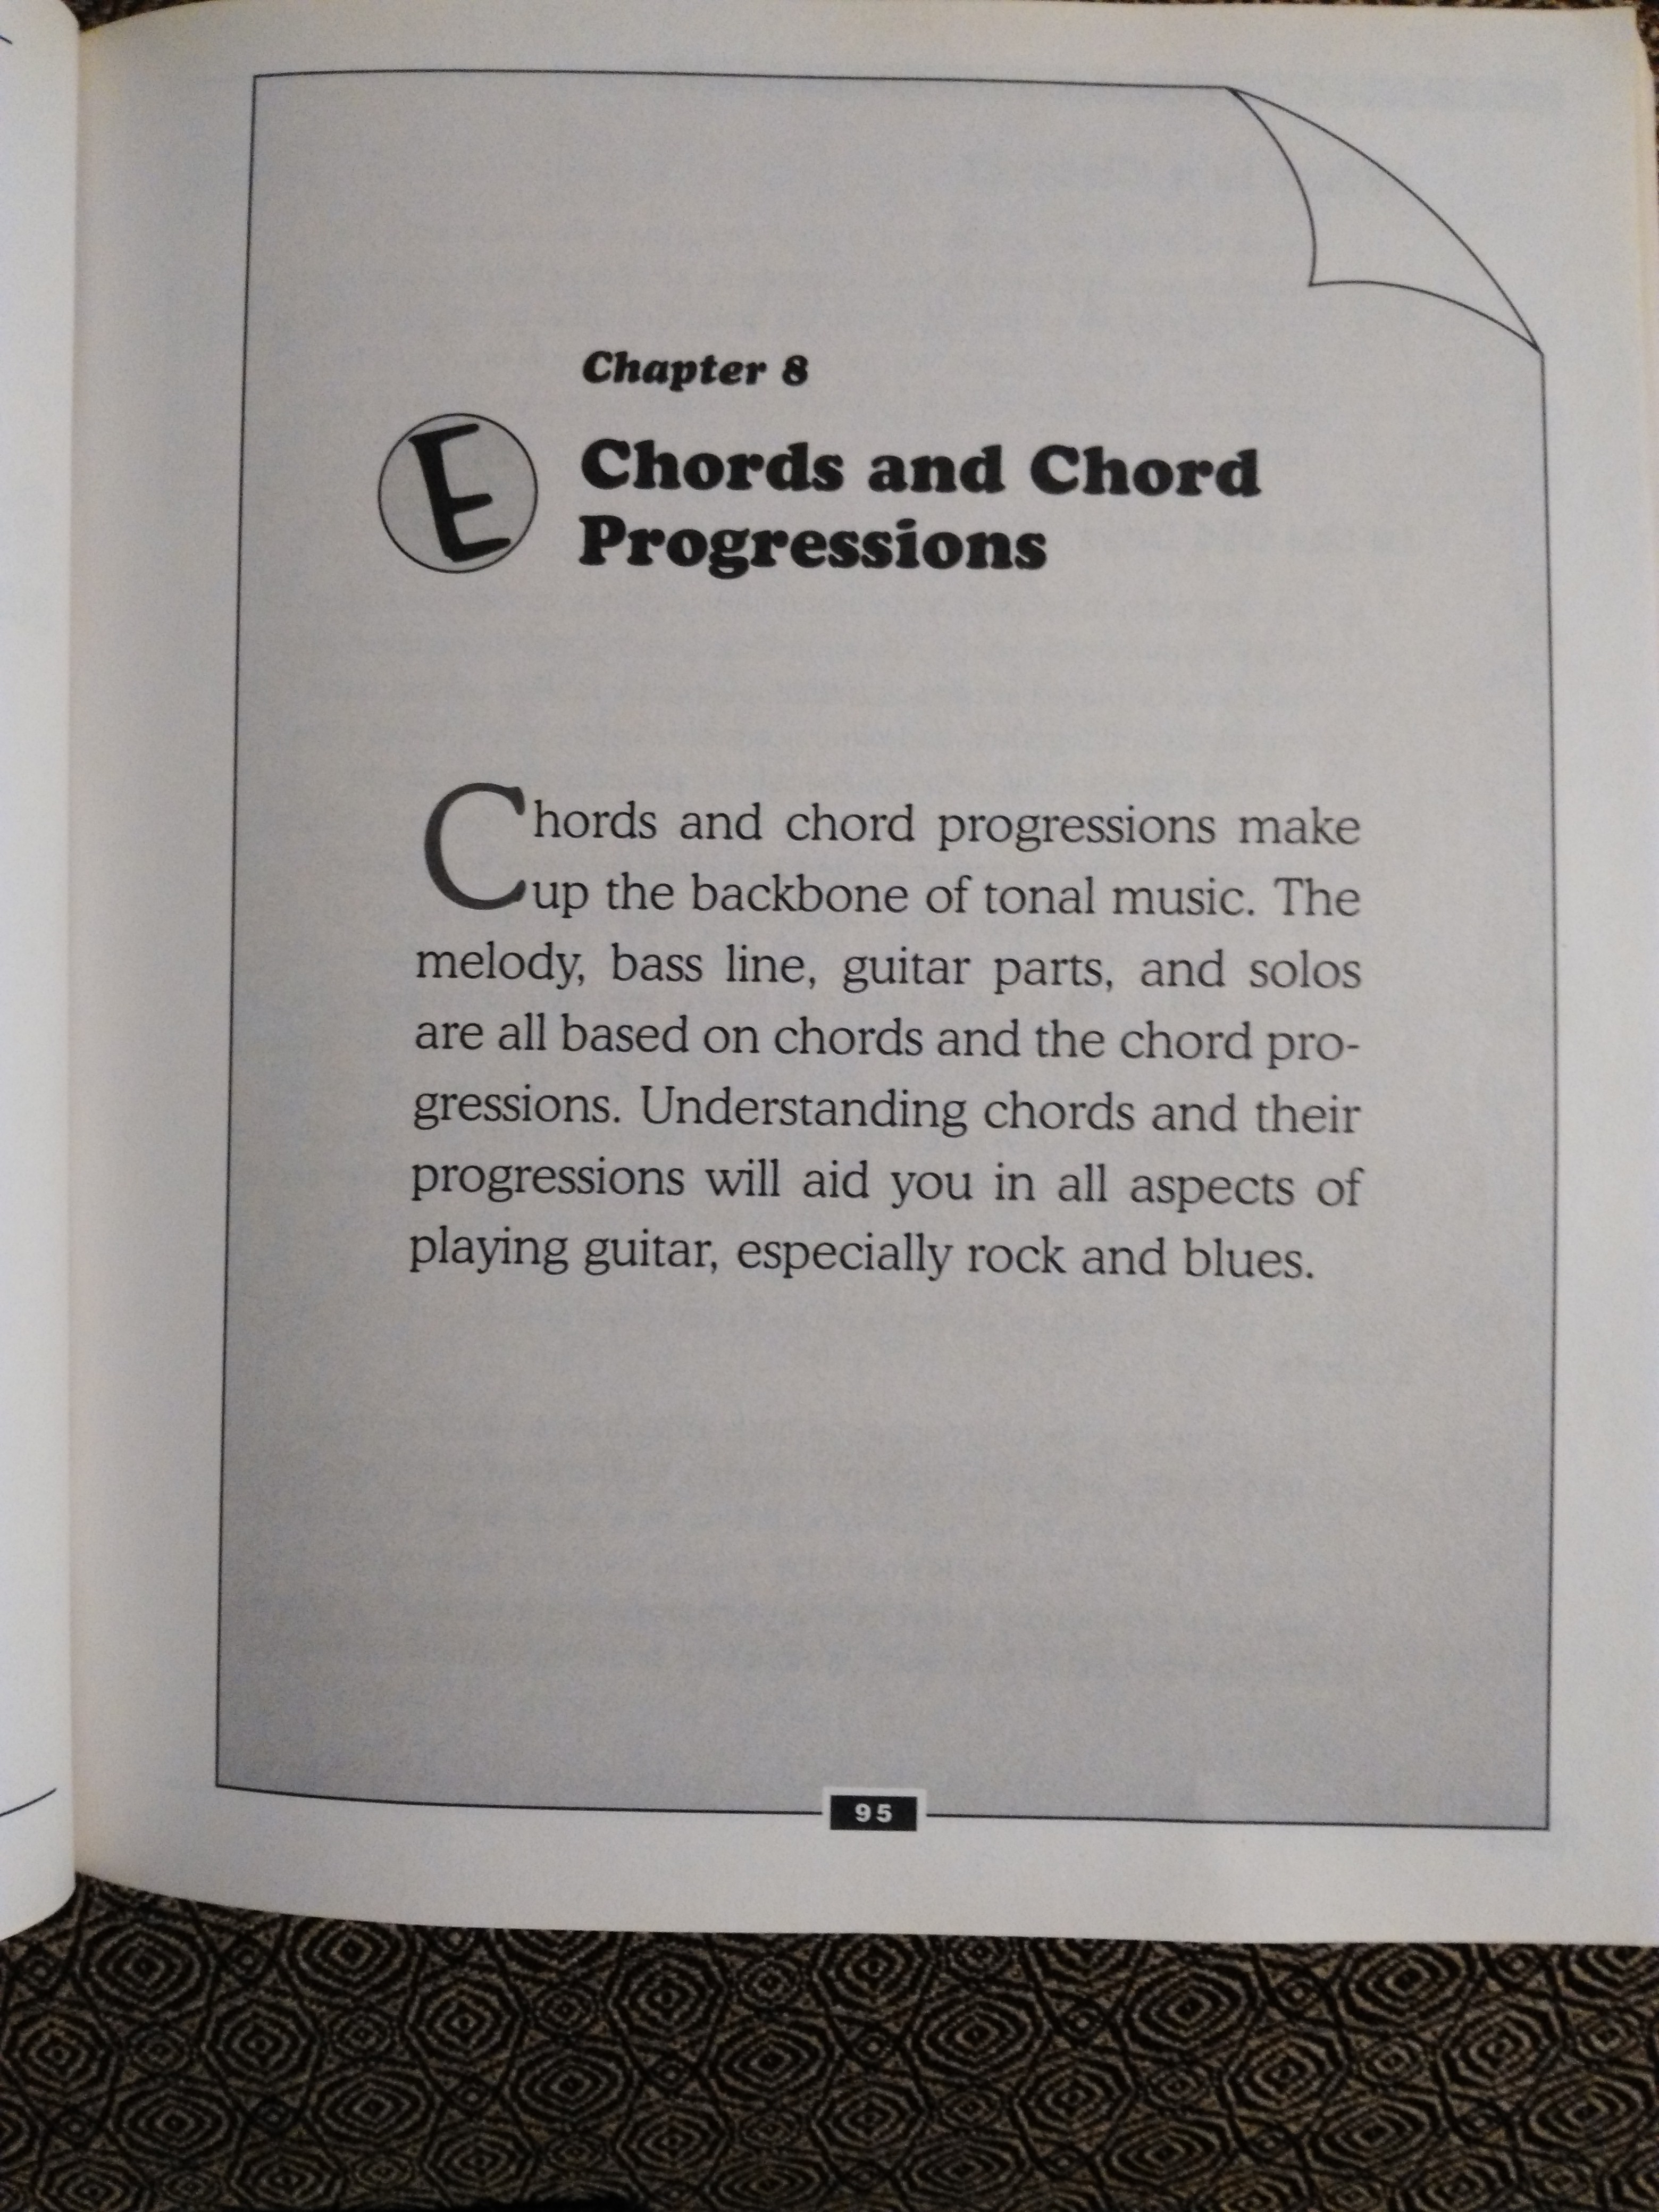 Chapter 8
E
Chords and Chord
Progressions
Chords and chord progressions make
up the backbone of tonal music. The
melody, bass line, guitar parts, and solos
are all based on chords and the chord pro-
gressions. Understanding chords and their
progressions will aid you in all aspects of
playing guitar, especially rock and blues.
95